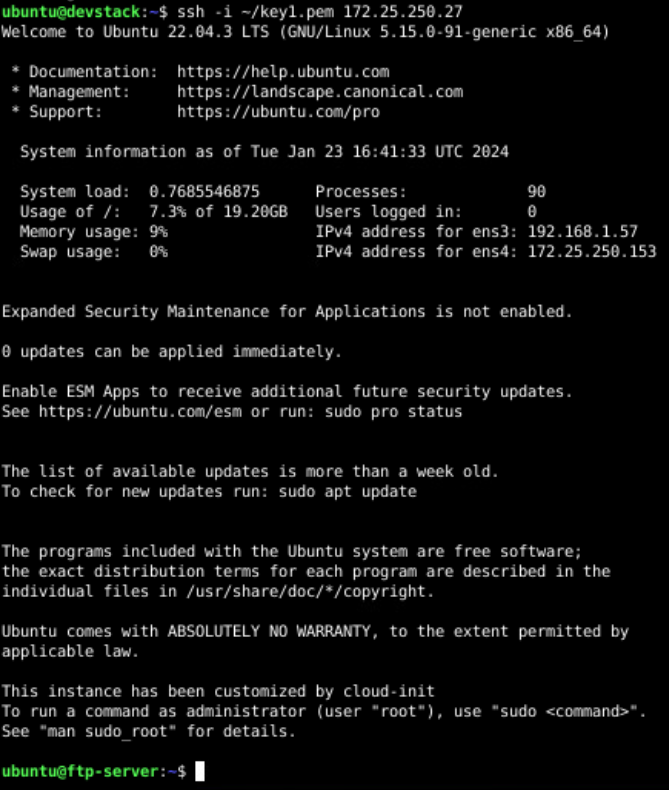 ubuntu@devstack:~$ ssh -i ~/key1.pem 172.25.250.27
Welcome to Ubuntu 22.04.3 LTS (GNU/Linux 5.15.0-91-generic x86_64)
* Documentation:  https://help.ubuntu.com
* Management:     https://landscape.canonical.com
* Support:        https://ubuntu.com/pro
System information as of Tue Jan 23 16:41:33 UTC 2024
System load:  0.7685546875      Processes:             90
Usage of /:   7.3% of 19.20GB   Users logged in:       0
Memory usage: 9%                IPv4 address for ens3: 192.168.1.57
Swap usage:   0%                IPv4 address for ens4: 172.25.250.153
Expanded Security Maintenance for Applications is not enabled.
0 updates can be applied immediately.
Enable ESM Apps to receive additional future security updates.
See https://ubuntu.com/esm or run: sudo pro status
The list of available updates is more than a week old.
To check for new updates run: sudo apt update
The programs included with the Ubuntu system are free software;
the exact distribution terms for each program are described in the
individual files in /usr/share/doc/*/copyright.
Ubuntu comes with ABSOLUTELY NO WARRANTY, to the extent permitted by
applicable law.
This instance has been customized by cloud-init
To run a command as administrator (user "root"), use "sudo <command>".
See "man sudo_root" for details.
ubuntu@ftp-server:~$